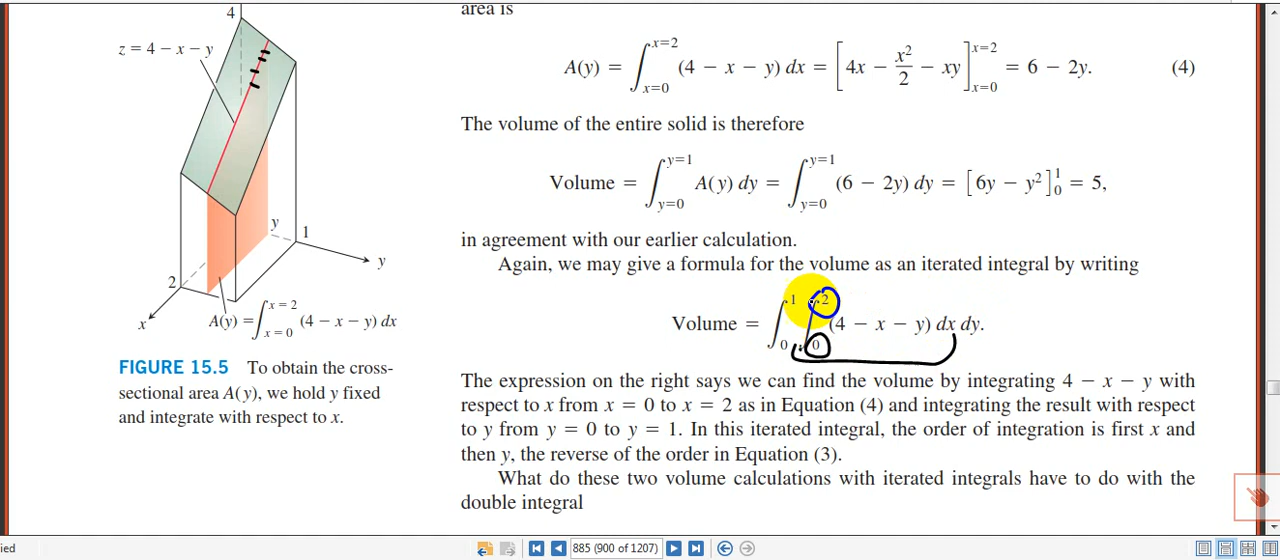 area is
4
z = 4 − x − y
A(y) = ∫_{x=0}^{x=2} (4 − x − y) dx = [4x − x²/2 − xy]_{x=0}^{x=2} = 6 − 2y. (4)
The volume of the entire solid is therefore
Volume = ∫_{y=0}^{y=1} A(y) dy = ∫_{y=0}^{y=1} (6 − 2y) dy = [6y − y²]_0^1 = 5,
in agreement with our earlier calculation.
Again, we may give a formula for the volume as an iterated integral by writing
y
1
y
2
x
A(y) = ∫_{x = 0}^{x = 2} (4 − x − y) dx
Volume = ∫_0^1 ∫_0^2 (4 − x − y) dx dy.
FIGURE 15.5 To obtain the cross-
sectional area A(y), we hold y fixed
and integrate with respect to x.
The expression on the right says we can find the volume by integrating 4 − x − y with
respect to x from x = 0 to x = 2 as in Equation (4) and integrating the result with respect
to y from y = 0 to y = 1. In this iterated integral, the order of integration is first x and
then y, the reverse of the order in Equation (3).
What do these two volume calculations with iterated integrals have to do with the
double integral
ied
885 (900 of 1207)